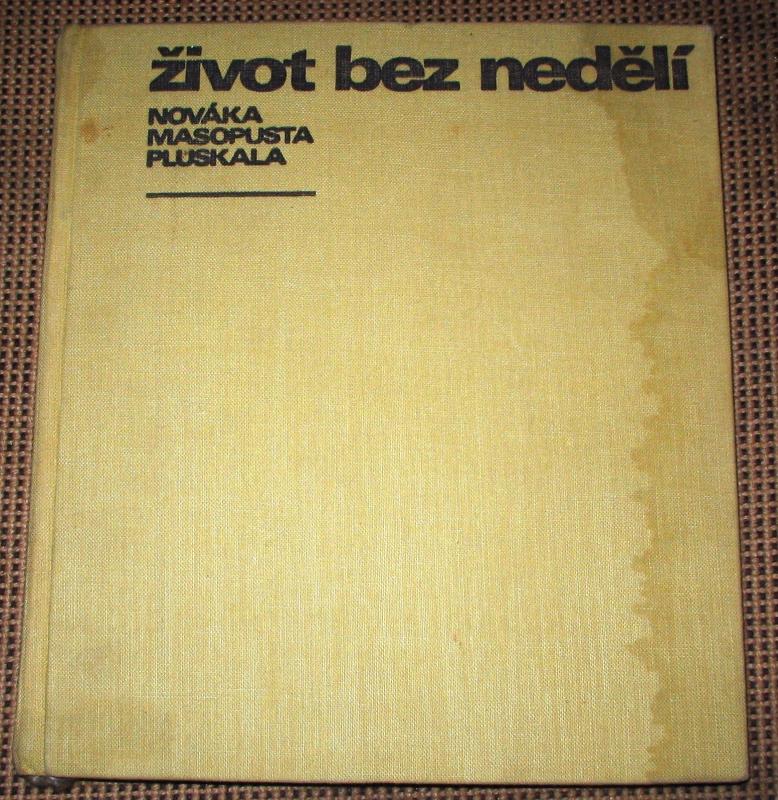 život bez nedělí
NOVÁKA
MASOPUSTA
PLUSKALA